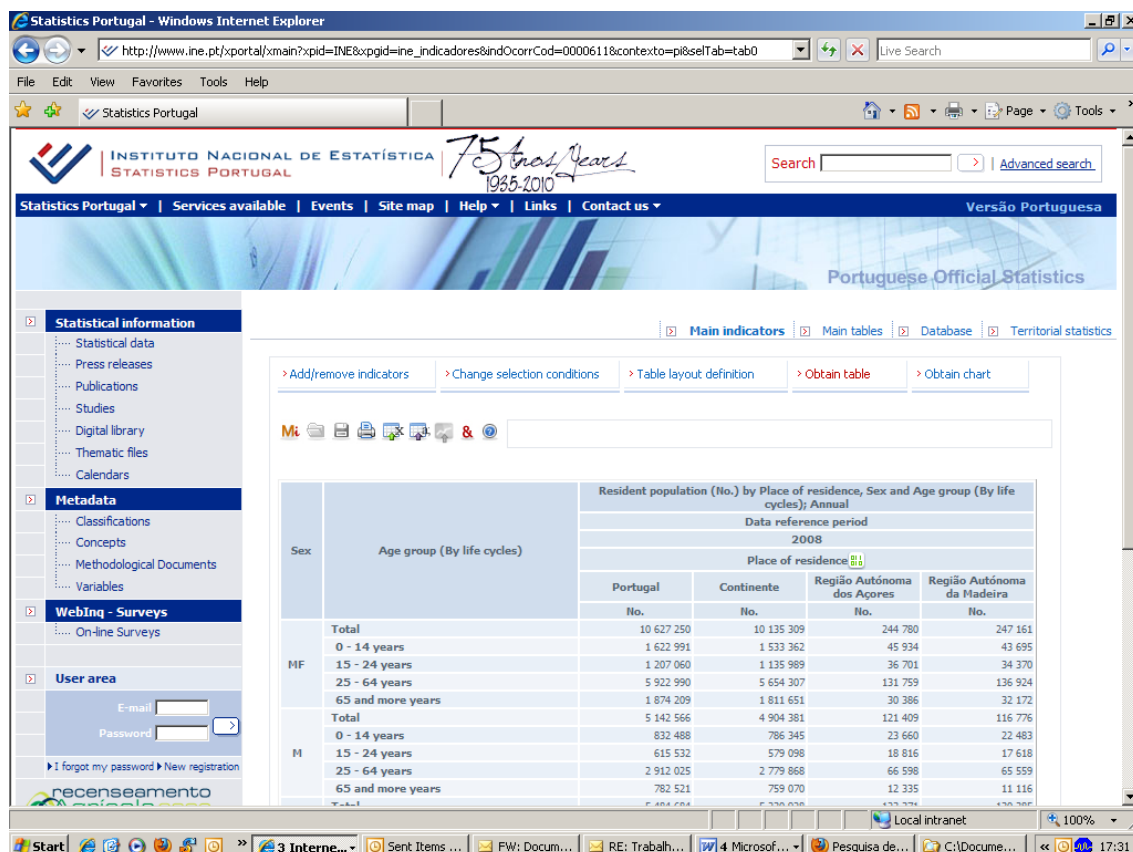 Statistics Portugal - Windows Internet Explorer
http://www.ine.pt/xportal/xmain?xpid=INE&xpgid=ine_indicadores&indOcorrCod=0000611&contexto=pi&selTab=tab0
Live Search
File Edit View Favorites Tools Help
Statistics Portugal
Page Tools
INSTITUTO NACIONAL DE ESTATÍSTICA
STATISTICS PORTUGAL
75 Anos/Years
1935-2010
Search | Advanced search
Statistics Portugal | Services available | Events | Site map | Help | Links | Contact us
Versão Portuguesa
Portuguese Official Statistics
Statistical information
Statistical data
Press releases
Publications
Studies
Digital library
Thematic files
Calendars
Metadata
Classifications
Concepts
Methodological Documents
Variables
WebInq - Surveys
On-line Surveys
User area
E-mail
Password
I forgot my password New registration
recenseamento
Main indicators Main tables Database Territorial statistics
Add/remove indicators Change selection conditions Table layout definition Obtain table Obtain chart
Mi &
Resident population (No.) by Place of residence, Sex and Age group (By life cycles); Annual
Data reference period
2008
Place of residence
Sex Age group (By life cycles) Portugal Continente Região Autónoma dos Açores Região Autónoma da Madeira
No. No. No. No.
MF
Total 10 627 250 10 135 309 244 780 247 161
0 - 14 years 1 622 991 1 533 362 45 934 43 695
15 - 24 years 1 207 060 1 135 989 36 701 34 370
25 - 64 years 5 922 990 5 654 307 131 759 136 924
65 and more years 1 874 209 1 811 651 30 386 32 172
M
Total 5 142 566 4 904 381 121 409 116 776
0 - 14 years 832 488 786 345 23 660 22 483
15 - 24 years 615 532 579 098 18 816 17 618
25 - 64 years 2 912 025 2 779 868 66 598 65 559
65 and more years 782 521 759 070 12 335 11 116
Total
Local intranet 100%
Start 3 Interne... Sent Items ... FW: Docum... RE: Trabalh... 4 Microsof... Pesquisa de... C:\Docume... 17:31